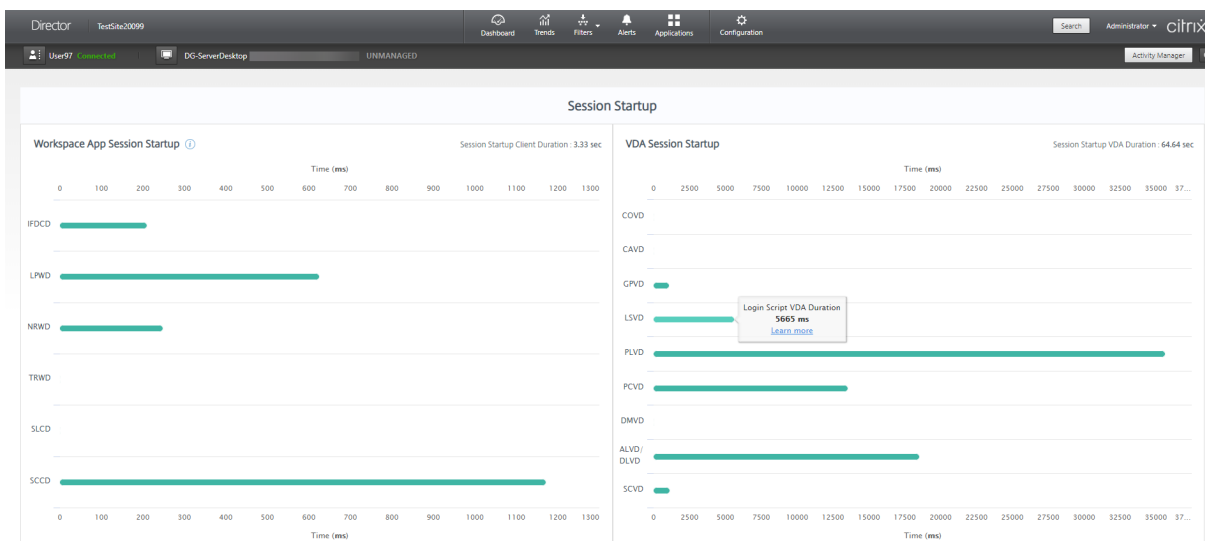 Director TestSite20099
Dashboard Trends Filters Alerts Applications Configuration
Search Administrator citrix
User97 Connected DG-ServerDesktop UNMANAGED Activity Manager
Session Startup
Workspace App Session Startup Session Startup Client Duration : 3.33 sec
Time (ms)
0 100 200 300 400 500 600 700 800 900 1000 1100 1200 1300
IFDCD
LPWD
NRWD
TRWD
SLCD
SCCD
0 100 200 300 400 500 600 700 800 900 1000 1100 1200 1300
Time (ms)
VDA Session Startup Session Startup VDA Duration : 64.64 sec
Time (ms)
0 2500 5000 7500 10000 12500 15000 17500 20000 22500 25000 27500 30000 32500 35000 37...
COVD
CAVD
GPVD
LSVD
Login Script VDA Duration
5665 ms
Learn more
PLVD
PCVD
DMVD
ALVD/
DLVD
SCVD
0 2500 5000 7500 10000 12500 15000 17500 20000 22500 25000 27500 30000 32500 35000 37...
Time (ms)